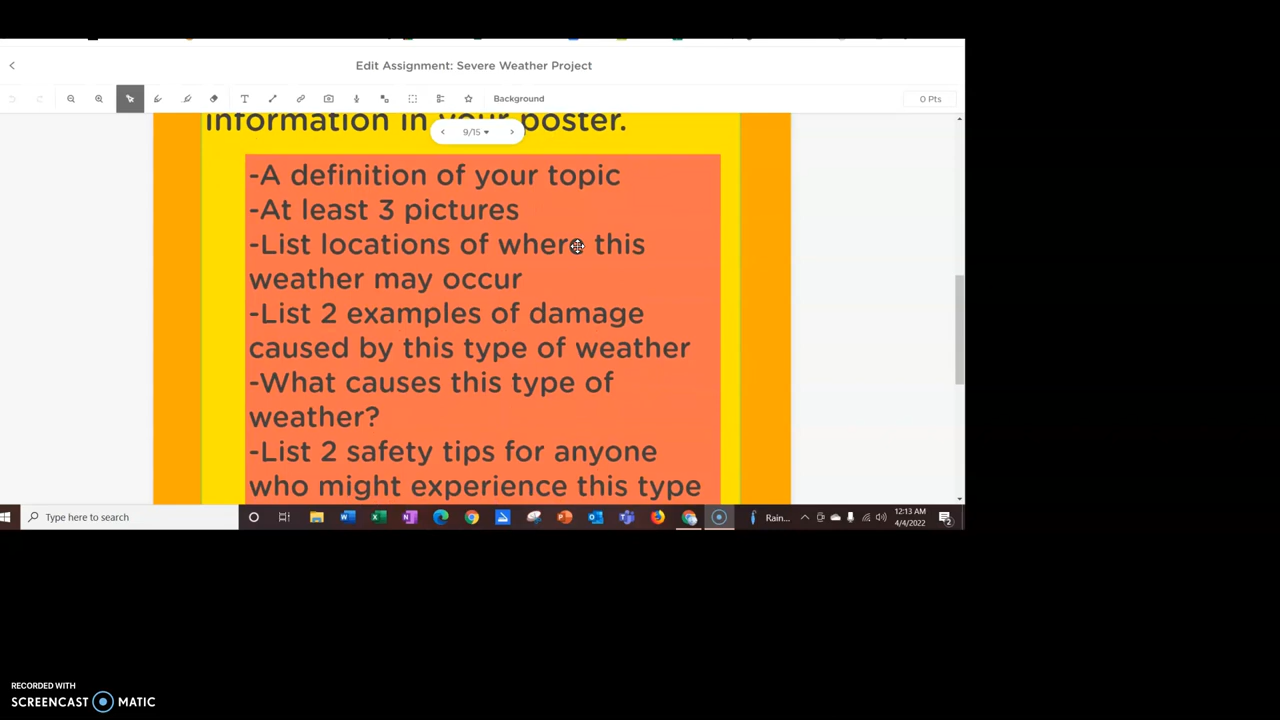 Edit Assignment: Severe Weather Project
T
Background
0 Pts
information in your poster.
9/15
-A definition of your topic
-At least 3 pictures
-List locations of where this
weather may occur
-List 2 examples of damage
caused by this type of weather
-What causes this type of
weather?
-List 2 safety tips for anyone
who might experience this type
Type here to search
Rain...
12:13 AM
4/4/2022
2
RECORDED WITH
SCREENCAST MATIC